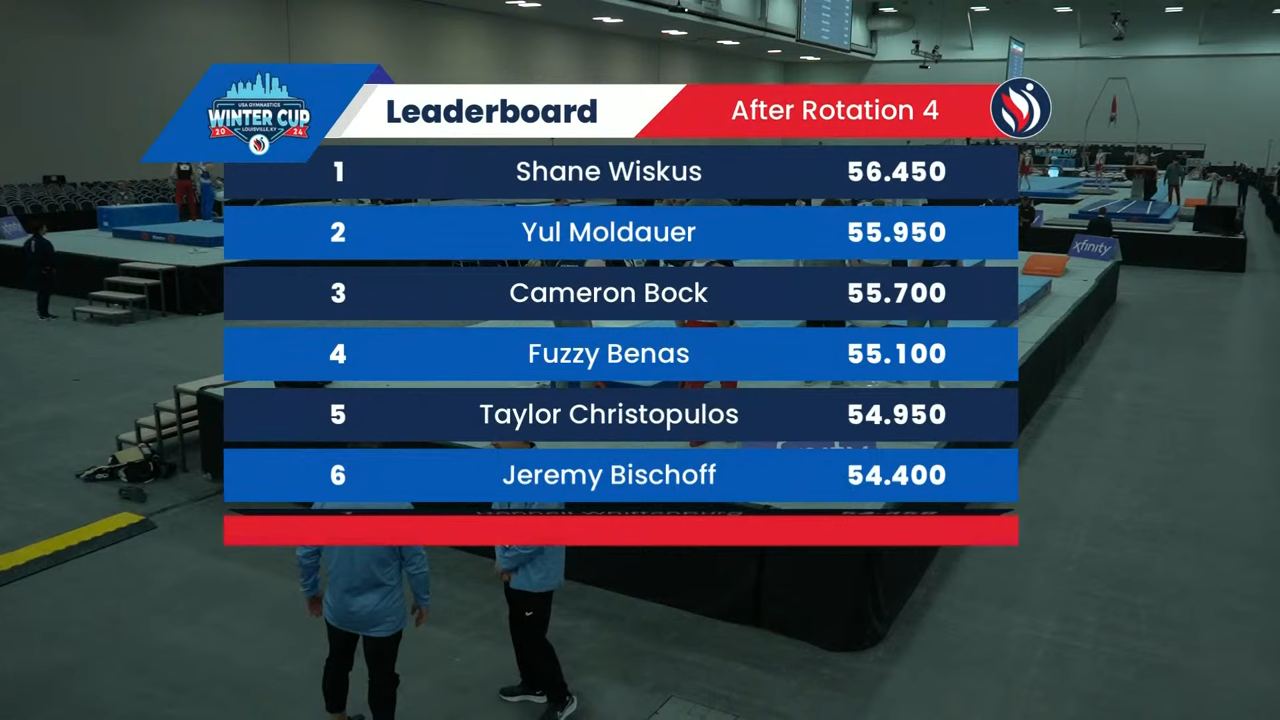 USA GYMNASTICS
WINTER CUP
LOUISVILLE, KY
20 24
Leaderboard
After Rotation 4
1 Shane Wiskus 56.450
2 Yul Moldauer 55.950
3 Cameron Bock 55.700
4 Fuzzy Benas 55.100
5 Taylor Christopulos 54.950
6 Jeremy Bischoff 54.400
xfinity
WINTER CUP